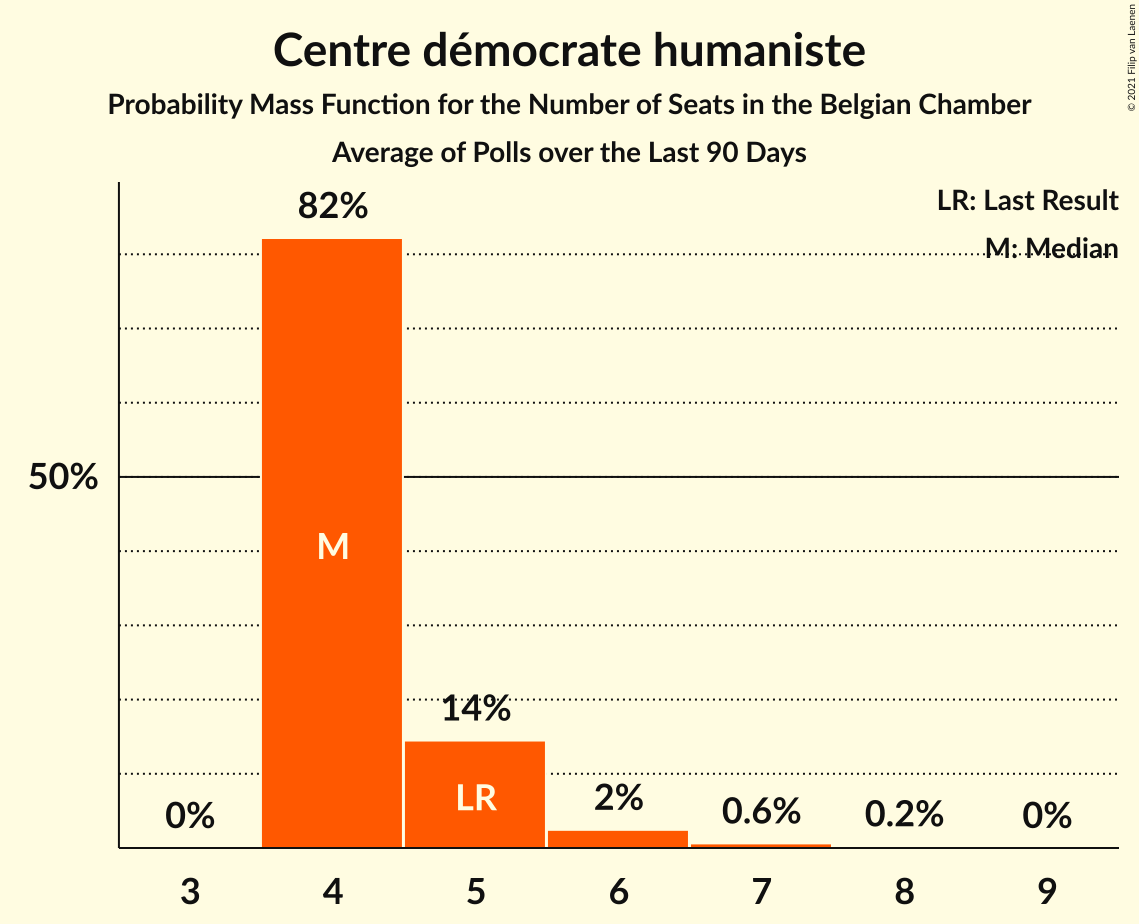 Centre démocrate humaniste
Probability Mass Function for the Number of Seats in the Belgian Chamber
Average of Polls over the Last 90 Days
© 2021 Filip van Laenen
LR: Last Result
M: Median
82%
50%
M
14%
LR
0%
2%
0.6%
0.2%
0%
3 4 5 6 7 8 9